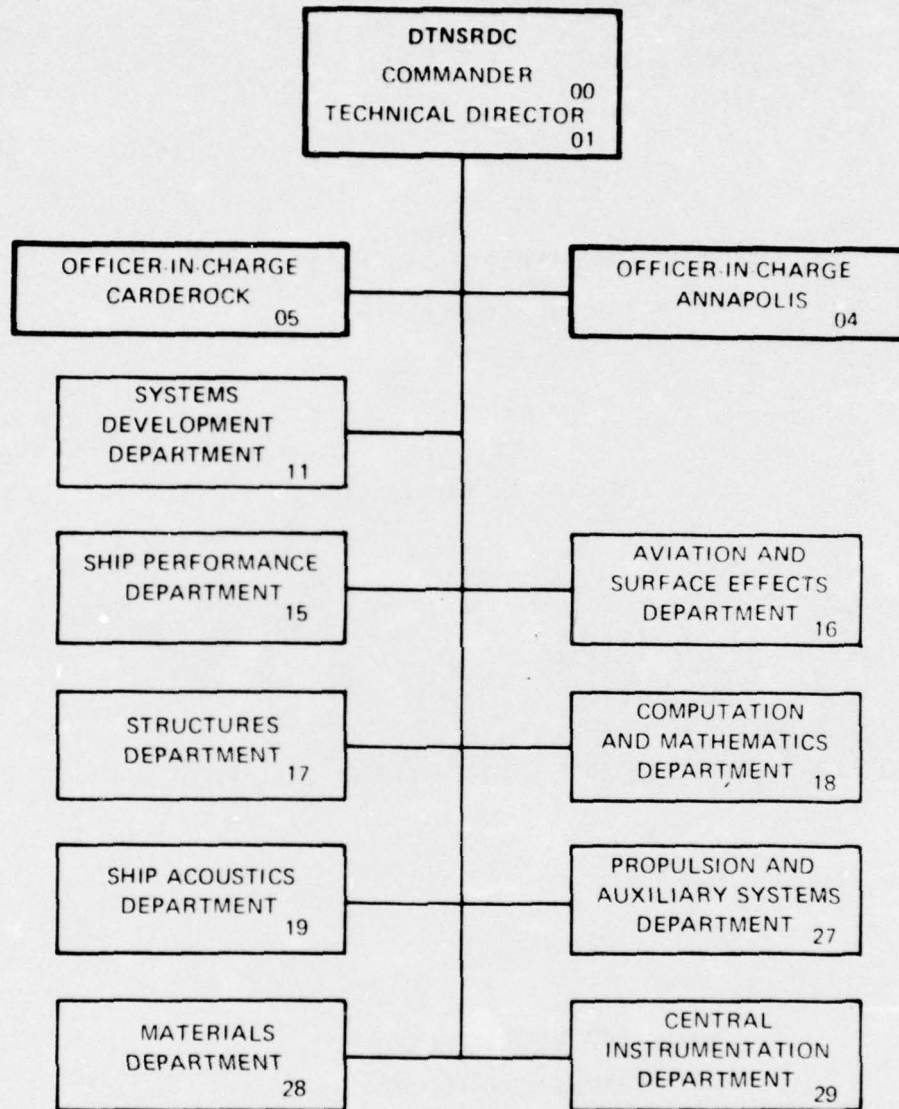 DTNSRDC
COMMANDER
00
TECHNICAL DIRECTOR
01
OFFICER-IN-CHARGE
CARDEROCK
05
OFFICER-IN-CHARGE
ANNAPOLIS
04
SYSTEMS
DEVELOPMENT
DEPARTMENT
11
SHIP PERFORMANCE
DEPARTMENT
15
AVIATION AND
SURFACE EFFECTS
DEPARTMENT
16
STRUCTURES
DEPARTMENT
17
COMPUTATION
AND MATHEMATICS
DEPARTMENT
18
SHIP ACOUSTICS
DEPARTMENT
19
PROPULSION AND
AUXILIARY SYSTEMS
DEPARTMENT
27
MATERIALS
DEPARTMENT
28
CENTRAL
INSTRUMENTATION
DEPARTMENT
29